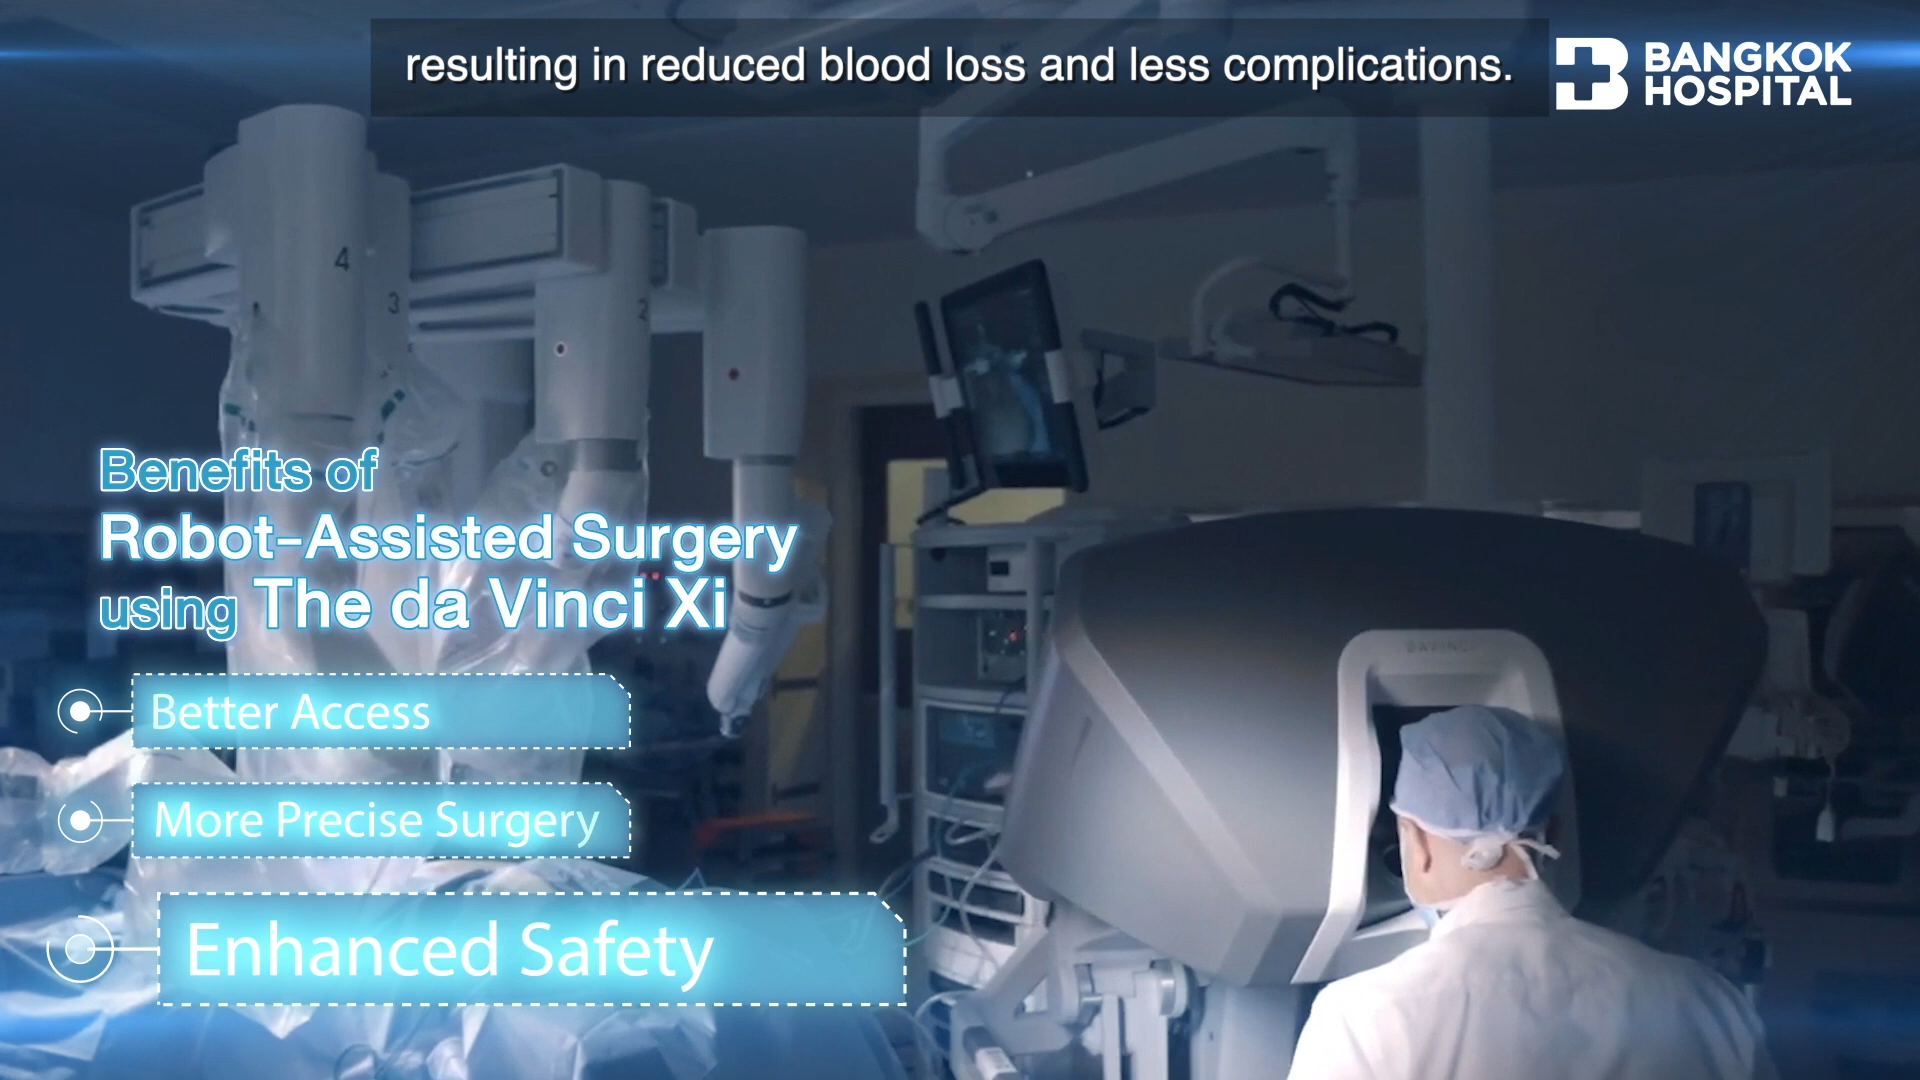 resulting in reduced blood loss and less complications.
BANGKOK
HOSPITAL
4
3
2
Benefits of
Robot-Assisted Surgery
using The da Vinci Xi
DAVINCI
Better Access
More Precise Surgery
Enhanced Safety